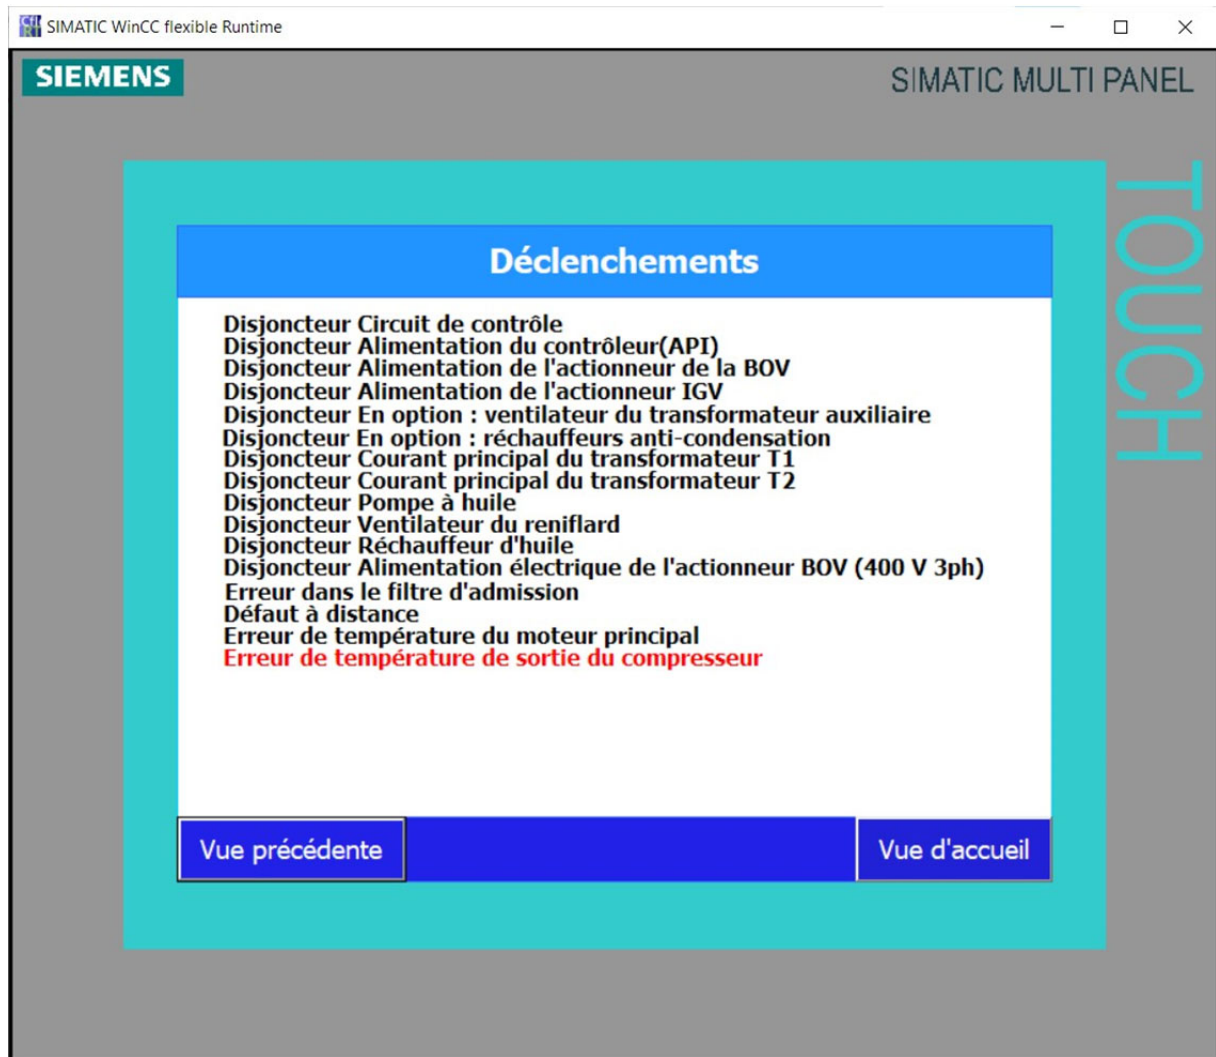 SIMATIC WinCC flexible Runtime
SIEMENS
SIMATIC MULTI PANEL
TOUCH
Déclenchements
Disjoncteur Circuit de contrôle
Disjoncteur Alimentation du contrôleur(API)
Disjoncteur Alimentation de l'actionneur de la BOV
Disjoncteur Alimentation de l'actionneur IGV
Disjoncteur En option : ventilateur du transformateur auxiliaire
Disjoncteur En option : réchauffeurs anti-condensation
Disjoncteur Courant principal du transformateur T1
Disjoncteur Courant principal du transformateur T2
Disjoncteur Pompe à huile
Disjoncteur Ventilateur du reniflard
Disjoncteur Réchauffeur d'huile
Disjoncteur Alimentation électrique de l'actionneur BOV (400 V 3ph)
Erreur dans le filtre d'admission
Défaut à distance
Erreur de température du moteur principal
Erreur de température de sortie du compresseur
Vue précédente
Vue d'accueil